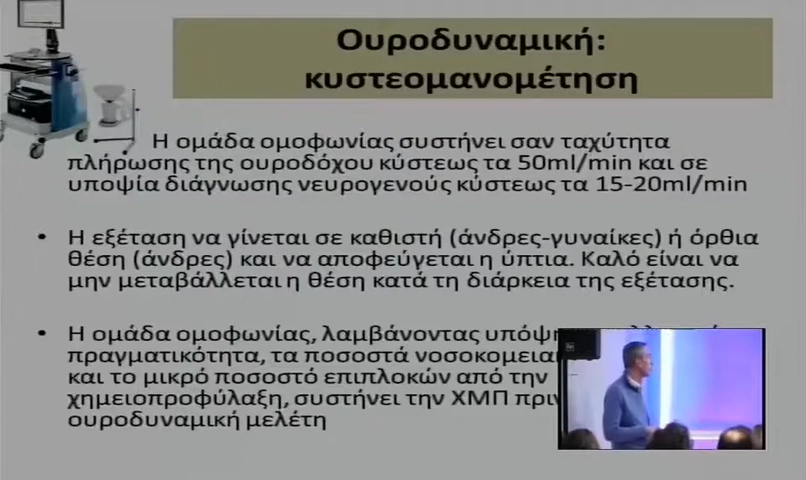 Ουροδυναμική:
κυστεομανομέτηση
Η ομάδα ομοφωνίας συστήνει σαν ταχύτητα
πλήρωσης της ουροδόχου κύστεως τα 50ml/min και σε
υποψία διάγνωσης νευρογενούς κύστεως τα 15-20ml/min
• Η εξέταση να γίνεται σε καθιστή (άνδρες-γυναίκες) ή όρθια
θέση (άνδρες) και να αποφεύγεται η ύπτια. Καλό είναι να
μην μεταβάλλεται η θέση κατά τη διάρκεια της εξέτασης.
• Η ομάδα ομοφωνίας, λαμβάνοντας
πραγματικότητα, τα ποσοστά
και το μικρό ποσοστό επιπλοκών από την
χημειοπροφύλαξη, συστήνει την ΧΜΠ
ουροδυναμική μελέτη